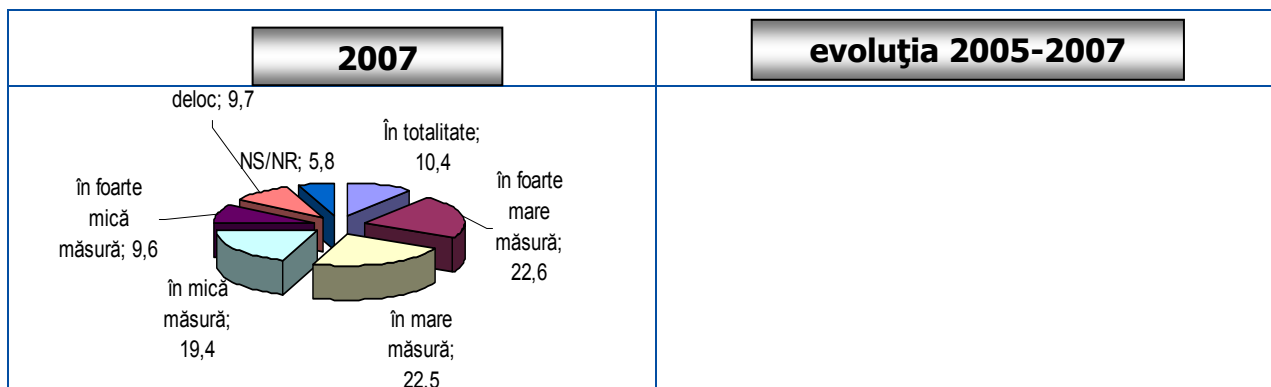 2007
evoluţia 2005-2007
deloc; 9,7
NS/NR; 5,8
În totalitate;
10,4
în foarte
mare
măsură;
22,6
în mare
măsură;
22,5
în mică
măsură;
19,4
în foarte
mică
măsură; 9,6